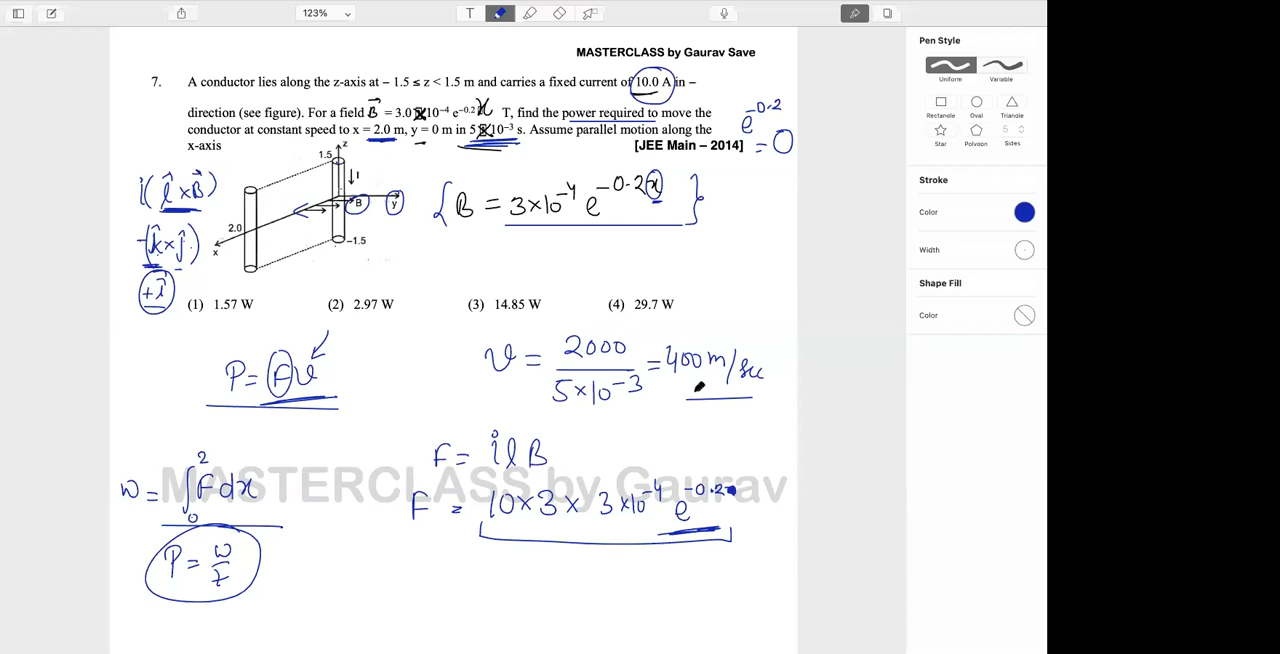 123%
T
MASTERCLASS by Gaurav Save
7. A conductor lies along the z-axis at – 1.5 ≤ z < 1.5 m and carries a fixed current of 10.0 A in –
direction (see figure). For a field B⃗ = 3.0 × 10⁻⁴ e⁻⁰·² x T, find the power required to move the
conductor at constant speed to x = 2.0 m, y = 0 m in 5 × 10⁻³ s. Assume parallel motion along the
x-axis
[JEE Main – 2014]
e^-0.2
= 0
1.5
z
I
B
y
2.0
x
-1.5
i(l⃗ × B⃗)
-(k̂ × ĵ)
+î
{ B = 3×10⁻⁴ e^-0.2x }
(1) 1.57 W (2) 2.97 W (3) 14.85 W (4) 29.7 W
P = Fv
v = 2000 / 5×10⁻³ = 400 m/sec
F = ilB
W = ∫₀² F dx
F = 10 × 3 × 3×10⁻⁴ e^-0.2
MASTERCLASS by Gaurav
P = w/t
Pen Style
Uniform
Variable
Rectangle
Oval
Triangle
5
Star
Polygon
Sides
Stroke
Color
Width
Shape Fill
Color